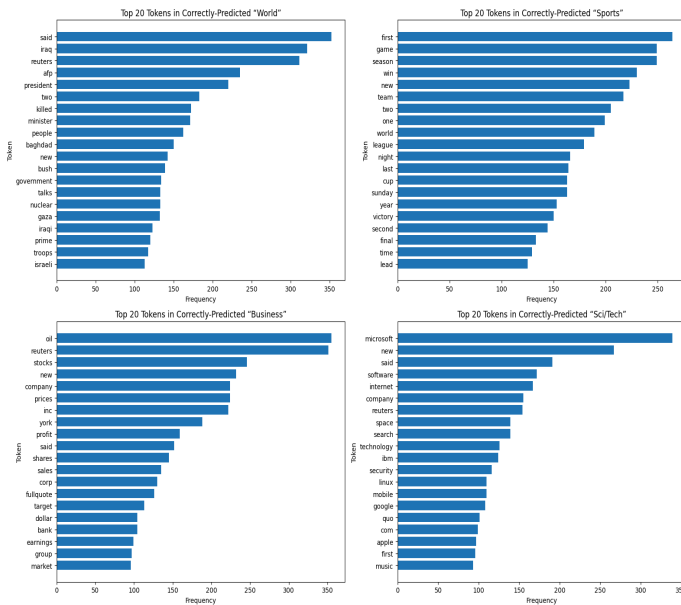 Top 20 Tokens in Correctly-Predicted “World”
said
iraq
reuters
afp
president
two
killed
minister
people
baghdad
new
bush
government
talks
nuclear
gaza
iraqi
prime
troops
israeli
Token
0 50 100 150 200 250 300 350
Frequency
Top 20 Tokens in Correctly-Predicted “Sports”
first
game
season
win
new
team
two
one
world
league
night
last
cup
sunday
year
victory
second
final
time
lead
Token
0 50 100 150 200 250
Frequency
Top 20 Tokens in Correctly-Predicted “Business”
oil
reuters
stocks
new
company
prices
inc
york
profit
said
shares
sales
corp
fullquote
target
dollar
bank
earnings
group
market
Token
0 50 100 150 200 250 300 350
Frequency
Top 20 Tokens in Correctly-Predicted “Sci/Tech”
microsoft
new
said
software
internet
company
reuters
space
search
technology
ibm
security
linux
mobile
google
quo
com
apple
first
music
Token
0 50 100 150 200 250 300 350
Frequency